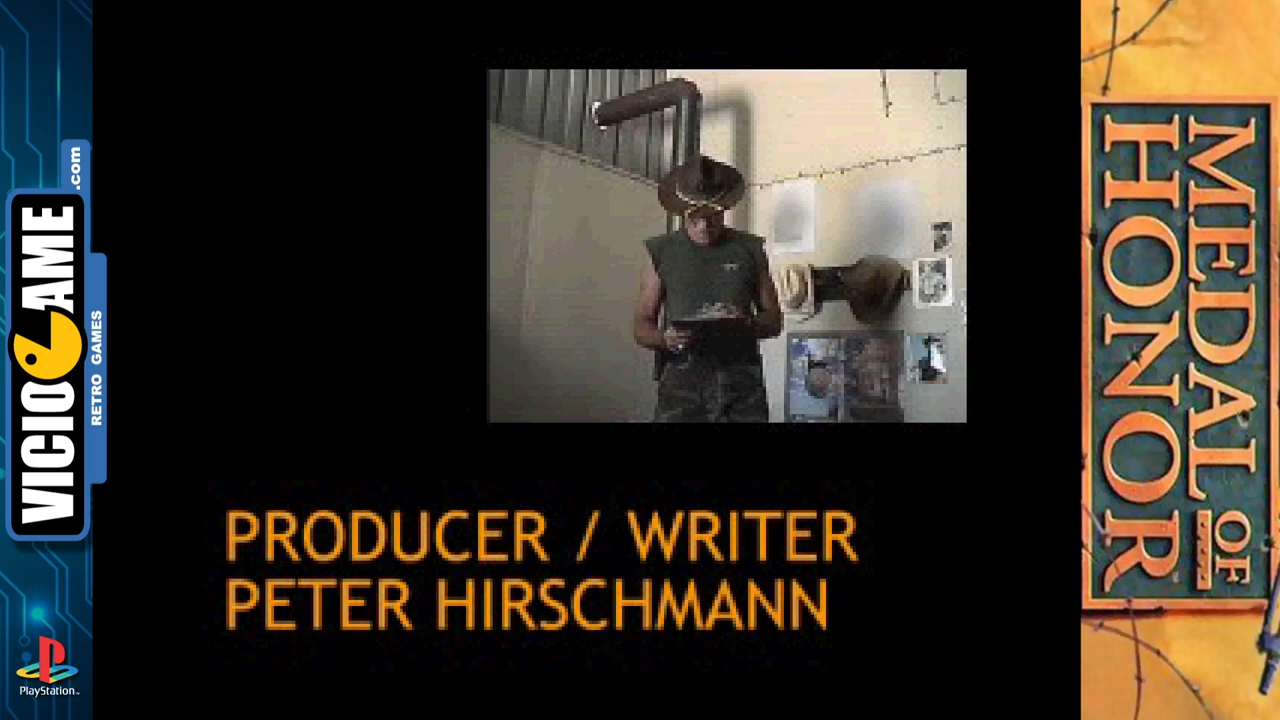 VICIOGAME
.com
RETRO GAMES
PlayStation
PRODUCER / WRITER
PETER HIRSCHMANN
MEDAL OF
HONOR